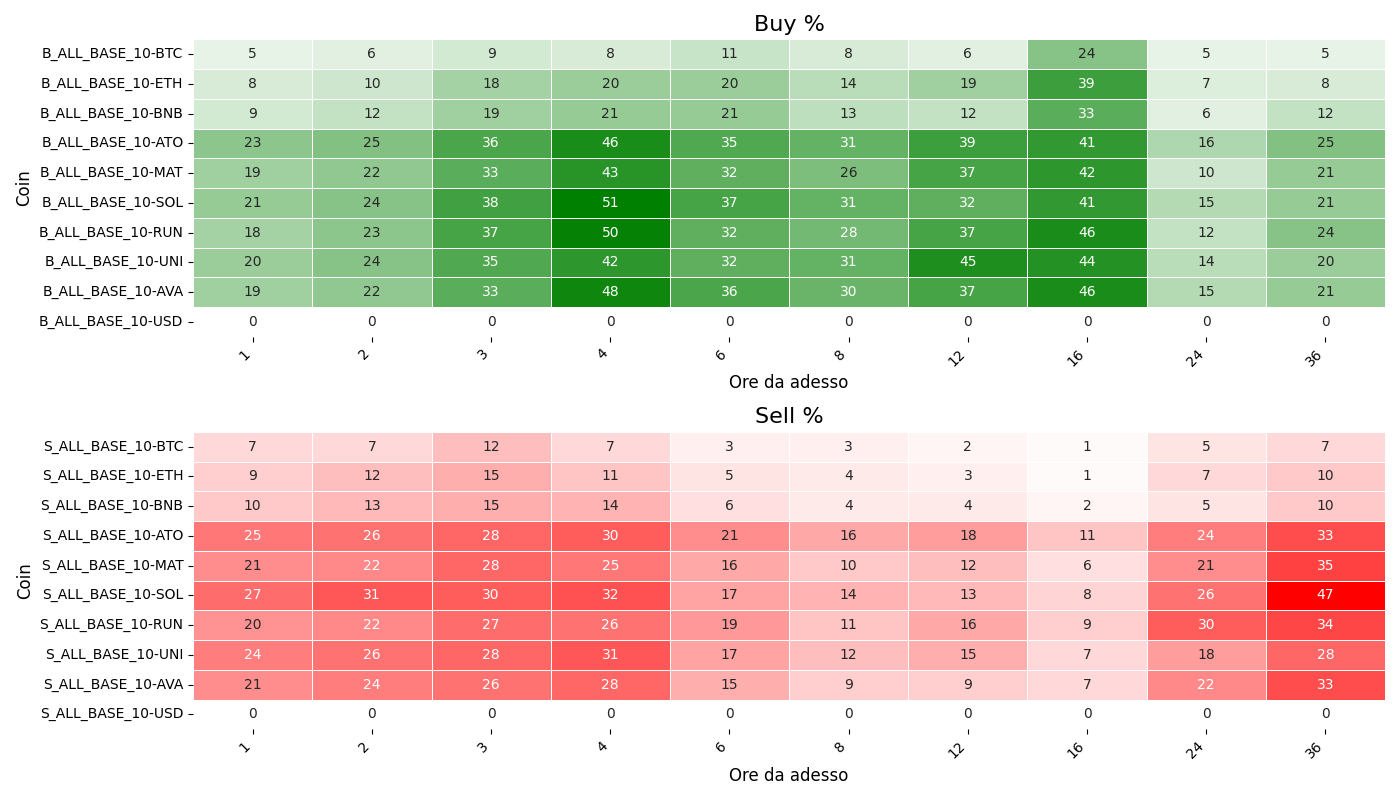 Buy %
Coin
B_ALL_BASE_10-BTC 5 6 9 8 11 8 6 24 5 5
B_ALL_BASE_10-ETH 8 10 18 20 20 14 19 39 7 8
B_ALL_BASE_10-BNB 9 12 19 21 21 13 12 33 6 12
B_ALL_BASE_10-ATO 23 25 36 46 35 31 39 41 16 25
B_ALL_BASE_10-MAT 19 22 33 43 32 26 37 42 10 21
B_ALL_BASE_10-SOL 21 24 38 51 37 31 32 41 15 21
B_ALL_BASE_10-RUN 18 23 37 50 32 28 37 46 12 24
B_ALL_BASE_10-UNI 20 24 35 42 32 31 45 44 14 20
B_ALL_BASE_10-AVA 19 22 33 48 36 30 37 46 15 21
B_ALL_BASE_10-USD 0 0 0 0 0 0 0 0 0 0
1 2 3 4 6 8 12 16 24 36
Ore da adesso
Sell %
Coin
S_ALL_BASE_10-BTC 7 7 12 7 3 3 2 1 5 7
S_ALL_BASE_10-ETH 9 12 15 11 5 4 3 1 7 10
S_ALL_BASE_10-BNB 10 13 15 14 6 4 4 2 5 10
S_ALL_BASE_10-ATO 25 26 28 30 21 16 18 11 24 33
S_ALL_BASE_10-MAT 21 22 28 25 16 10 12 6 21 35
S_ALL_BASE_10-SOL 27 31 30 32 17 14 13 8 26 47
S_ALL_BASE_10-RUN 20 22 27 26 19 11 16 9 30 34
S_ALL_BASE_10-UNI 24 26 28 31 17 12 15 7 18 28
S_ALL_BASE_10-AVA 21 24 26 28 15 9 9 7 22 33
S_ALL_BASE_10-USD 0 0 0 0 0 0 0 0 0 0
1 2 3 4 6 8 12 16 24 36
Ore da adesso